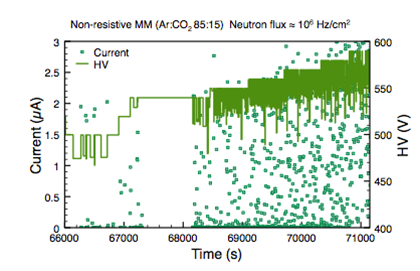 Non-resistive MM (Ar:CO2 85:15) Neutron flux ≈ 10⁶ Hz/cm²
Current
HV
3
2.5
2
1.5
1
0.5
0
Current (μA)
600
550
500
450
400
HV (V)
66000 67000 68000 69000 70000 71000
Time (s)